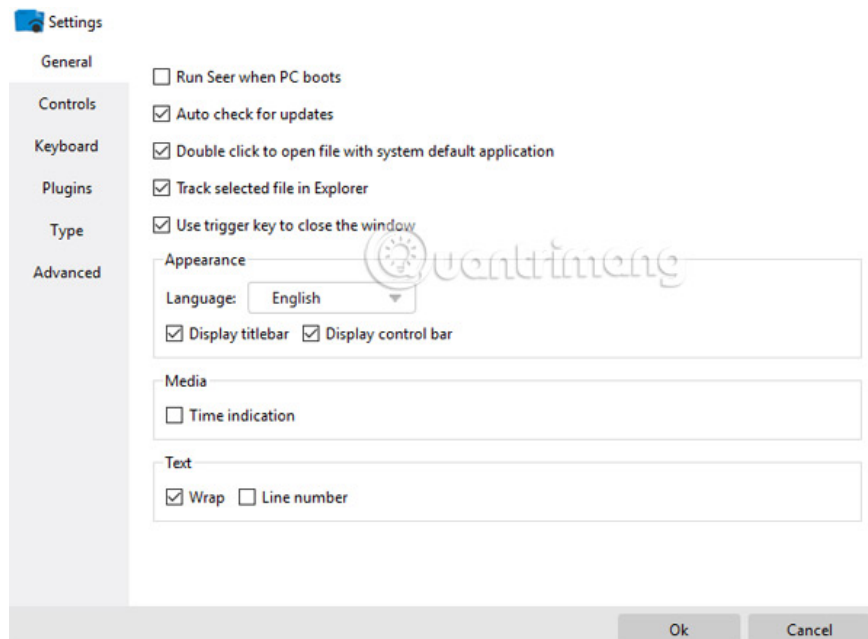 Settings
General
Controls
Keyboard
Plugins
Type
Advanced
Run Seer when PC boots
Auto check for updates
Double click to open file with system default application
Track selected file in Explorer
Use trigger key to close the window
Quantrimang
Appearance
Language: English
Display titlebar Display control bar
Media
Time indication
Text
Wrap Line number
Ok Cancel